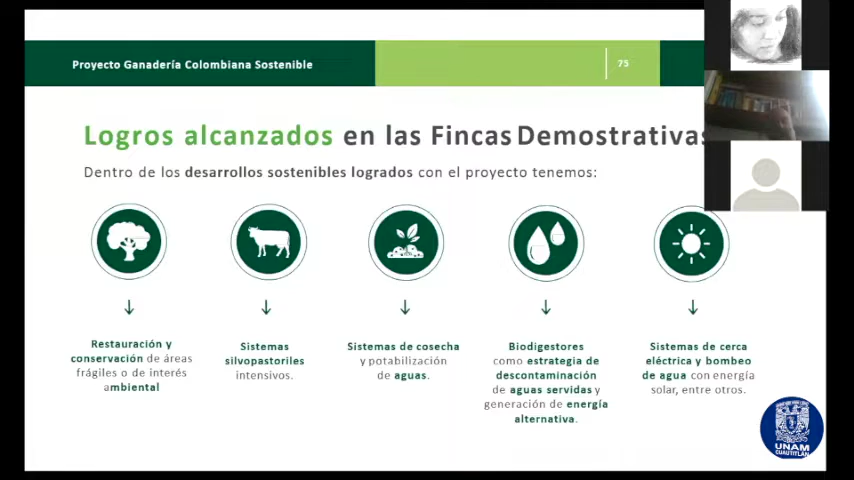 Proyecto Ganadería Colombiana Sostenible
75
Logros alcanzados en las Fincas Demostrativas
Dentro de los desarrollos sostenibles logrados con el proyecto tenemos:
Restauración y
conservación de áreas
frágiles o de interés
ambiental
Sistemas
silvopastoriles
intensivos.
Sistemas de cosecha
y potabilización
de aguas.
Biodigestores
como estrategia de
descontaminación
de aguas servidas y
generación de energía
alternativa.
Sistemas de cerca
eléctrica y bombeo
de agua con energía
solar, entre otros.
UNAM
CUAUTITLÁN